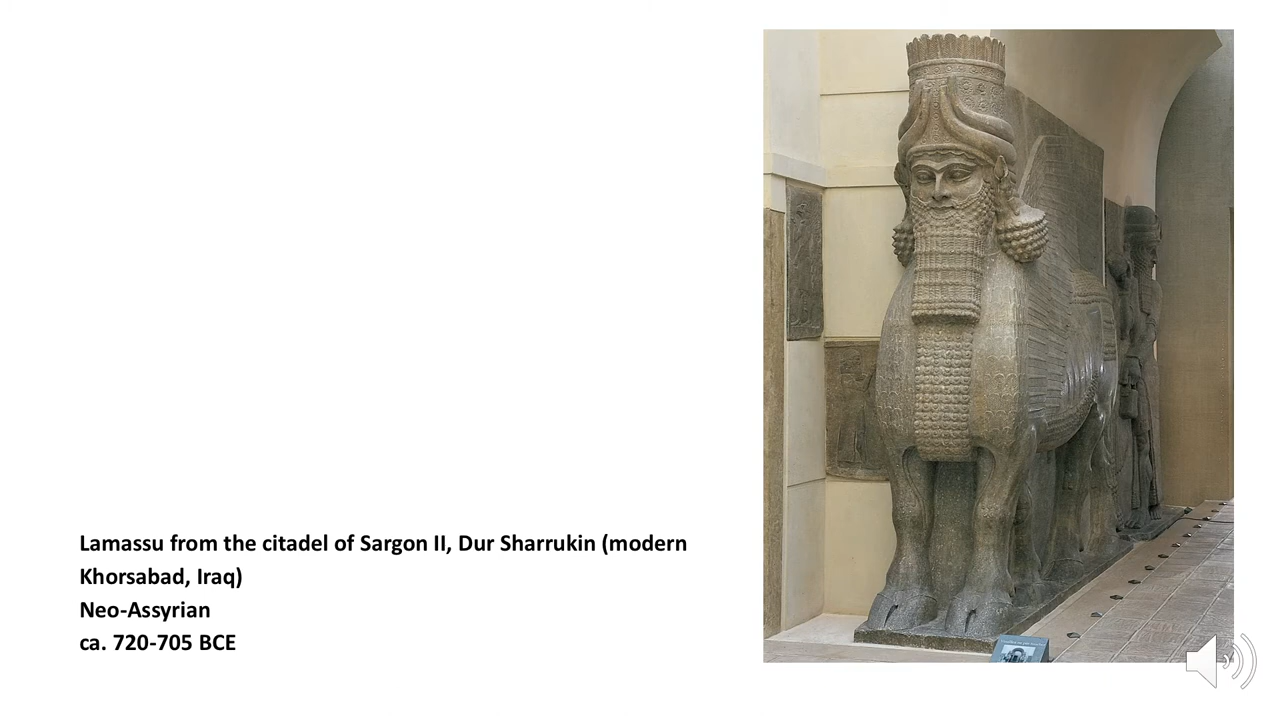 Lamassu from the citadel of Sargon II, Dur Sharrukin (modern
Khorsabad, Iraq)
Neo-Assyrian
ca. 720-705 BCE